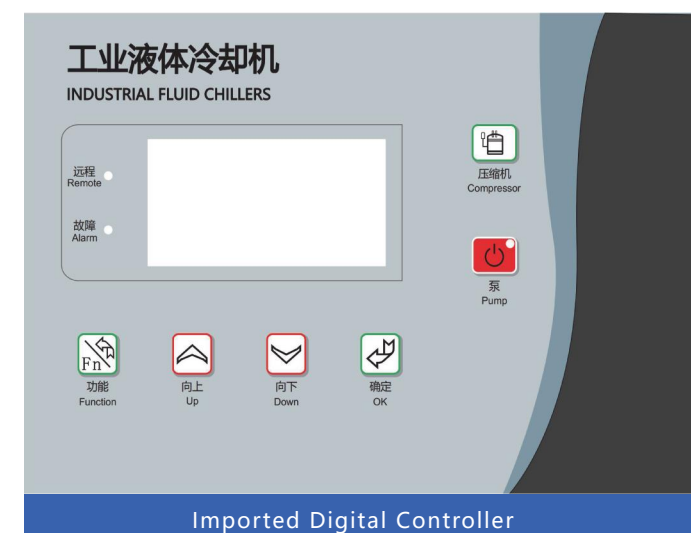 工业液体冷却机
INDUSTRIAL FLUID CHILLERS
远程
Remote
故障
Alarm
压缩机
Compressor
泵
Pump
Fn
功能
Function
向上
Up
向下
Down
确定
OK
Imported Digital Controller